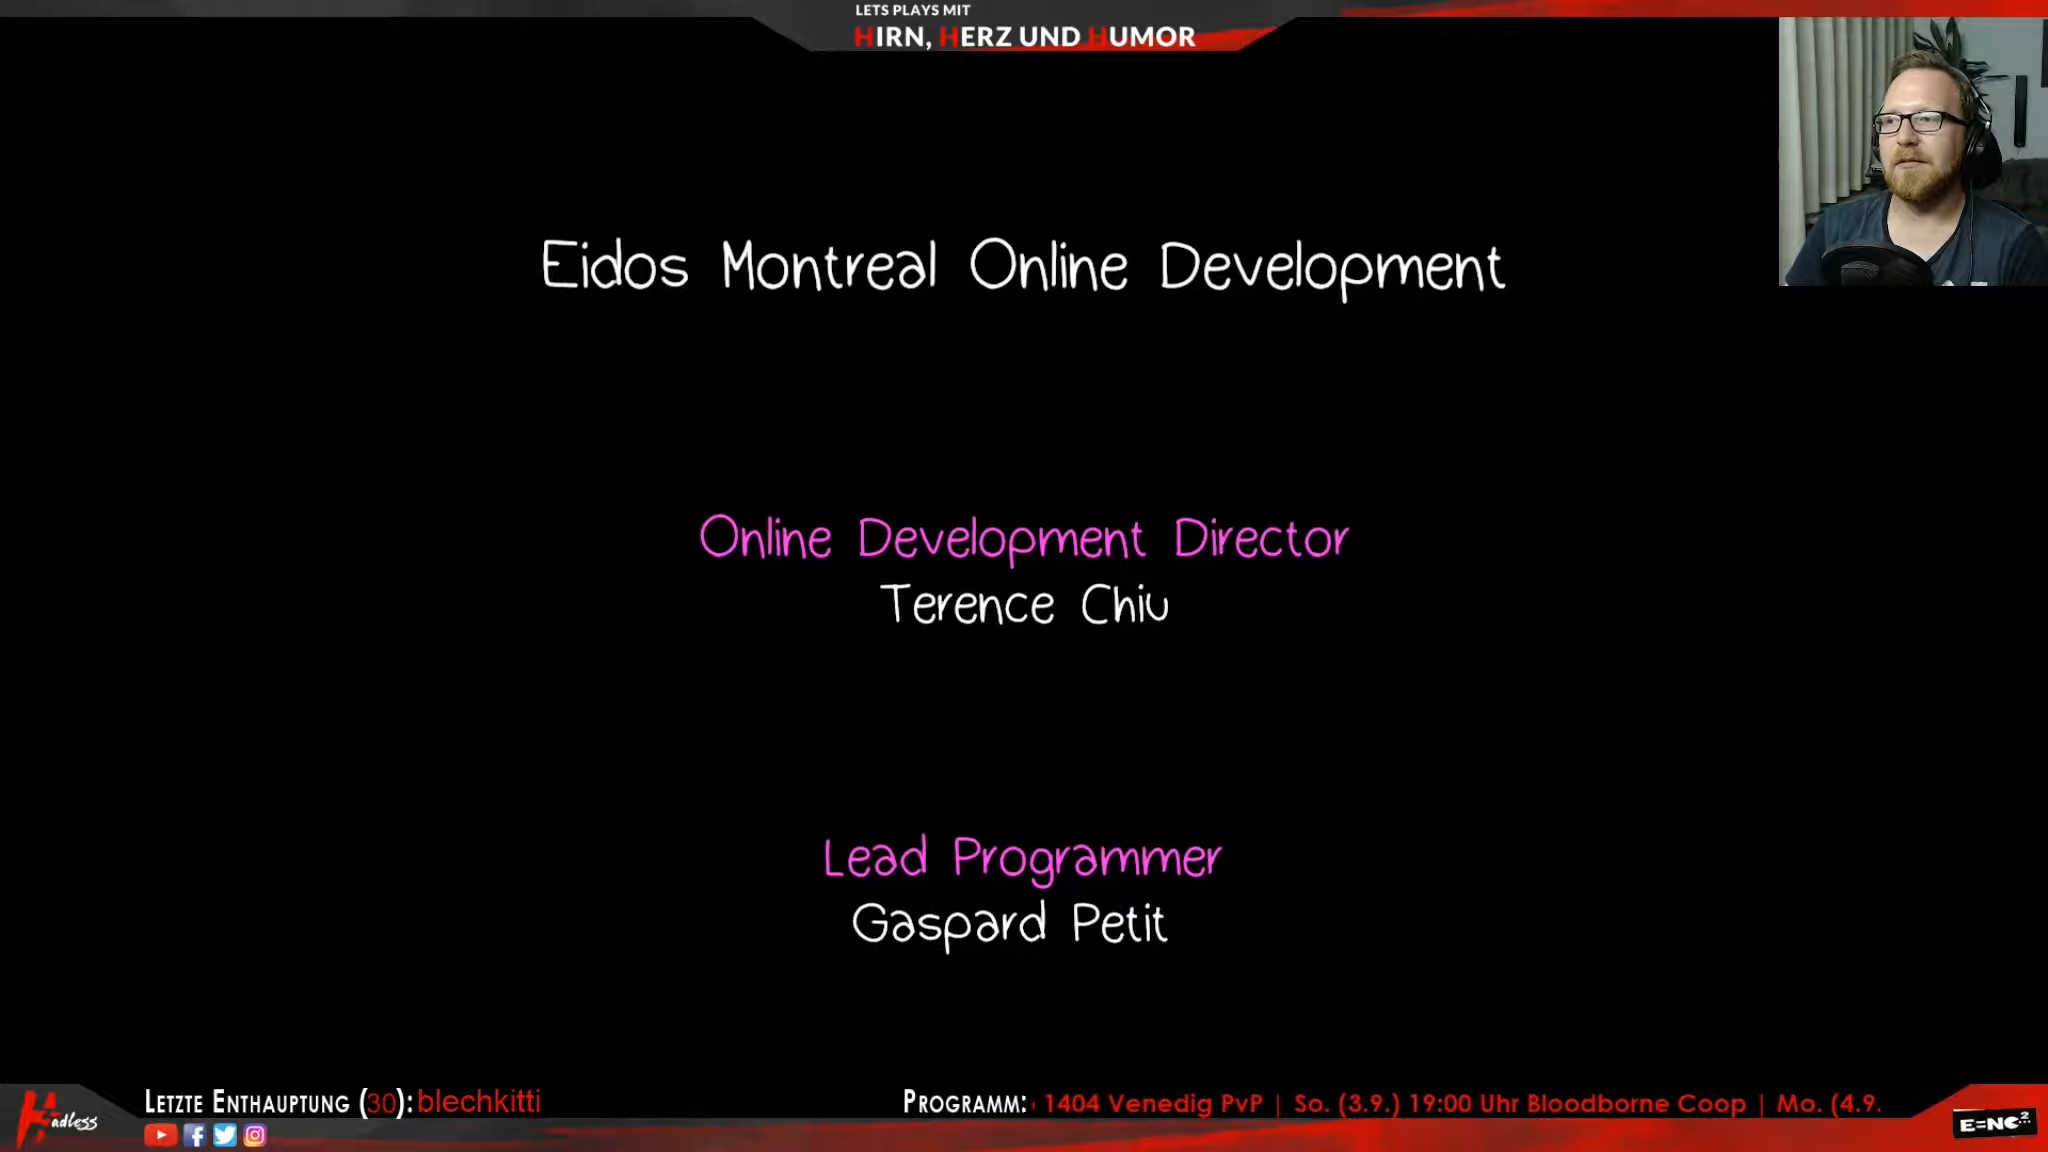 LETS PLAYS MIT
HIRN, HERZ UND HUMOR
Eidos Montreal Online Development
Online Development Director
Terence Chiu
Lead Programmer
Gaspard Petit
Headless
LETZTE ENTHAUPTUNG (30): blechkitti
PROGRAMM: 1404 Venedig PvP | So. (3.9.) 19:00 Uhr Bloodborne Coop | Mo. (4.9.
E=NC²